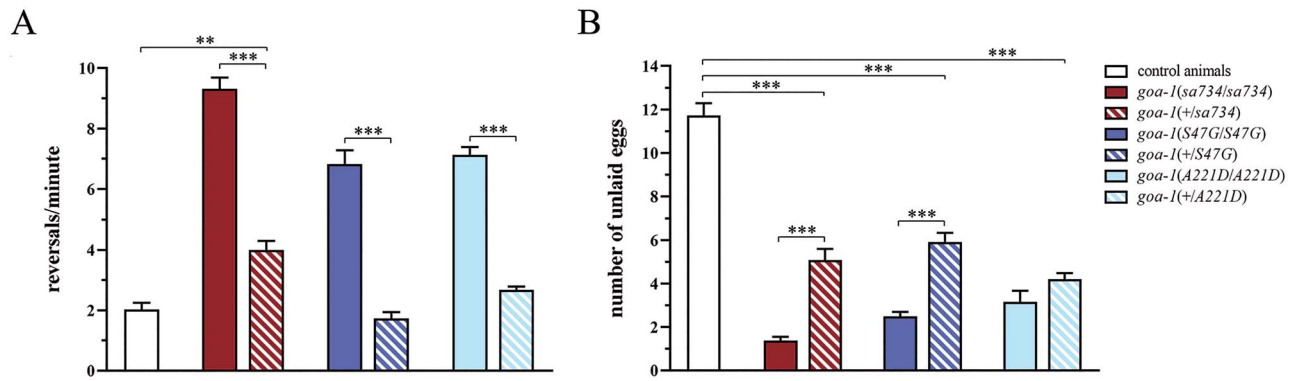 A
B
**
***
***
***
reversals/minute
10
8
6
4
2
0
***
***
***
***
***
number of unlaid eggs
14
12
10
8
6
4
2
0
control animals
goa-1(sa734/sa734)
goa-1(+/sa734)
goa-1(S47G/S47G)
goa-1(+/S47G)
goa-1(A221D/A221D)
goa-1(+/A221D)